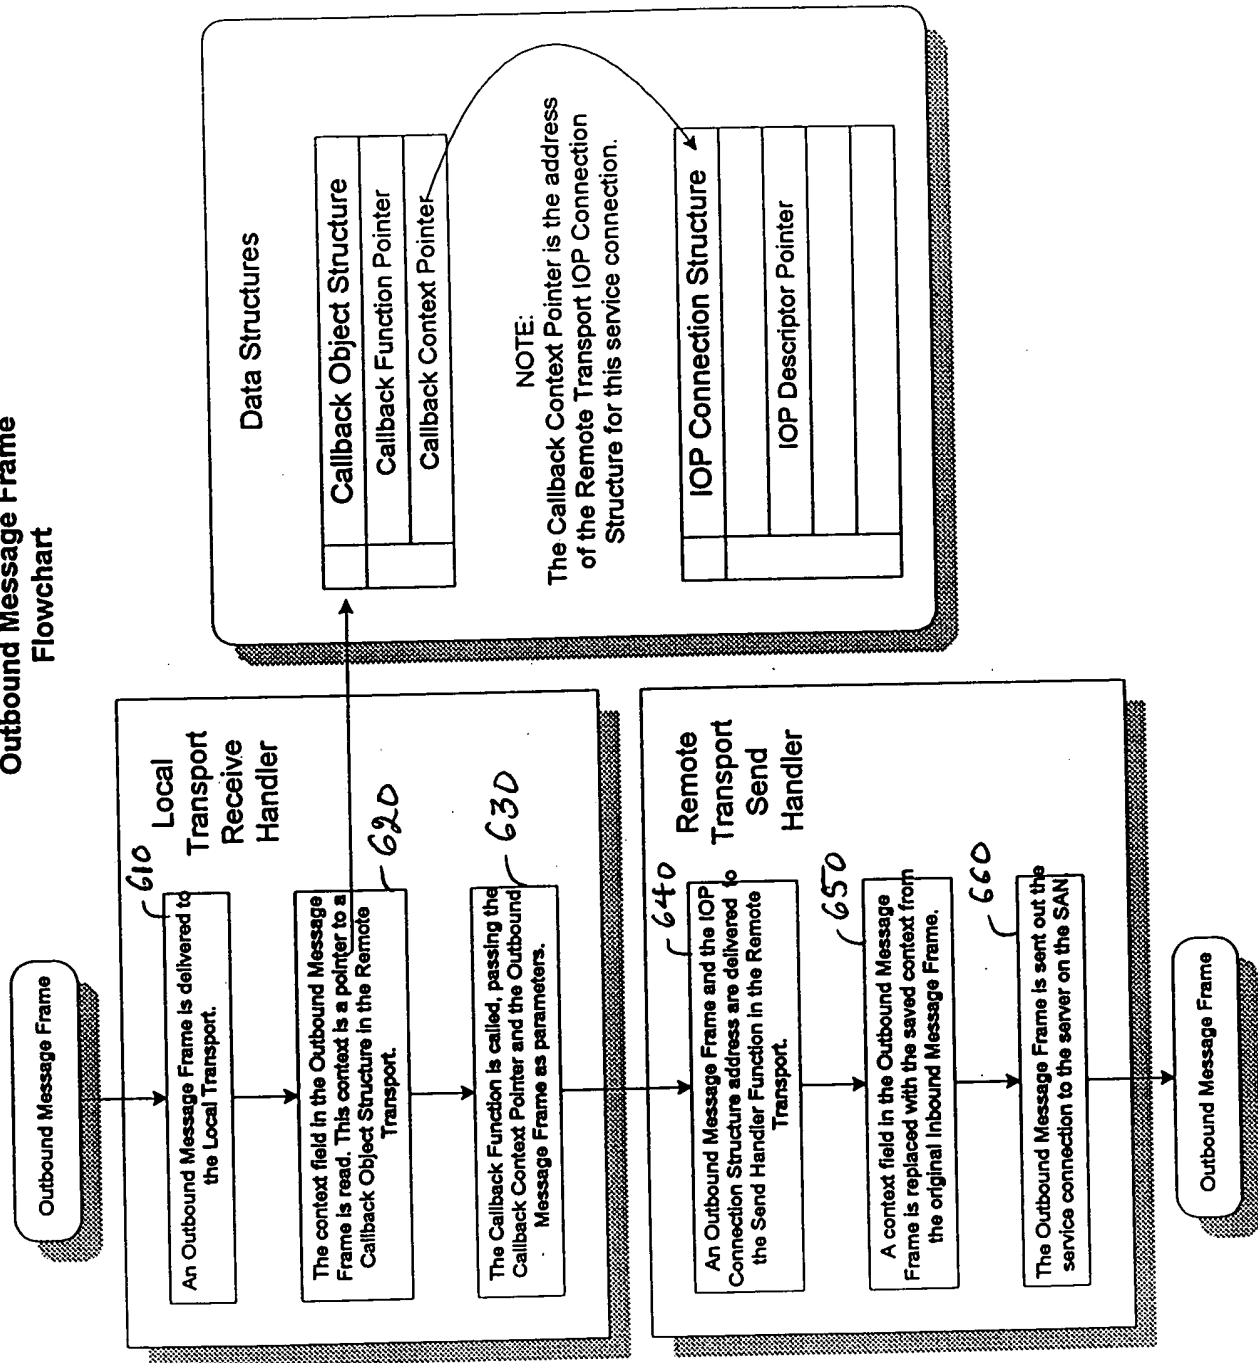 Outbound Message Frame
Flowchart
Outbound Message Frame
Local
Transport
Receive
Handler
610
An Outbound Message Frame is delivered to
the Local Transport.
620
The context field in the Outbound Message
Frame is read. This context is a pointer to a
Callback Object Structure in the Remote
Transport.
630
The Callback Function is called, passing the
Callback Context Pointer and the Outbound
Message Frame as parameters.
Remote
Transport
Send
Handler
640
An Outbound Message Frame and the IOP
Connection Structure address are delivered to
the Send Handler Function in the Remote
Transport.
650
A context field in the Outbound Message
Frame is replaced with the saved context from
the original Inbound Message Frame.
660
The Outbound Message Frame is sent out the
service connection to the server on the SAN.
Outbound Message Frame
Data Structures
Callback Object Structure
Callback Function Pointer
Callback Context Pointer
NOTE:
The Callback Context Pointer is the address
of the Remote Transport IOP Connection
Structure for this service connection.
IOP Connection Structure
IOP Descriptor Pointer